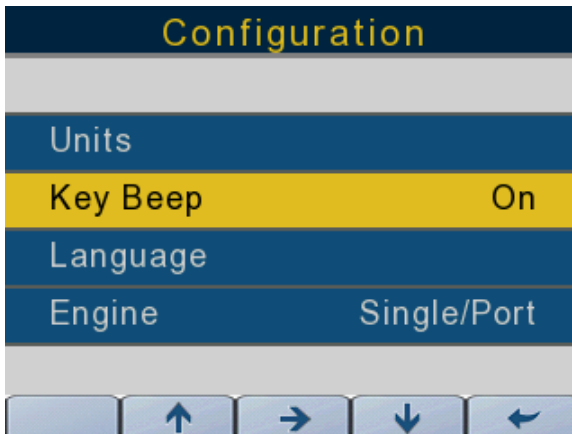 Configuration
Units
Key Beep On
Language
Engine Single/Port